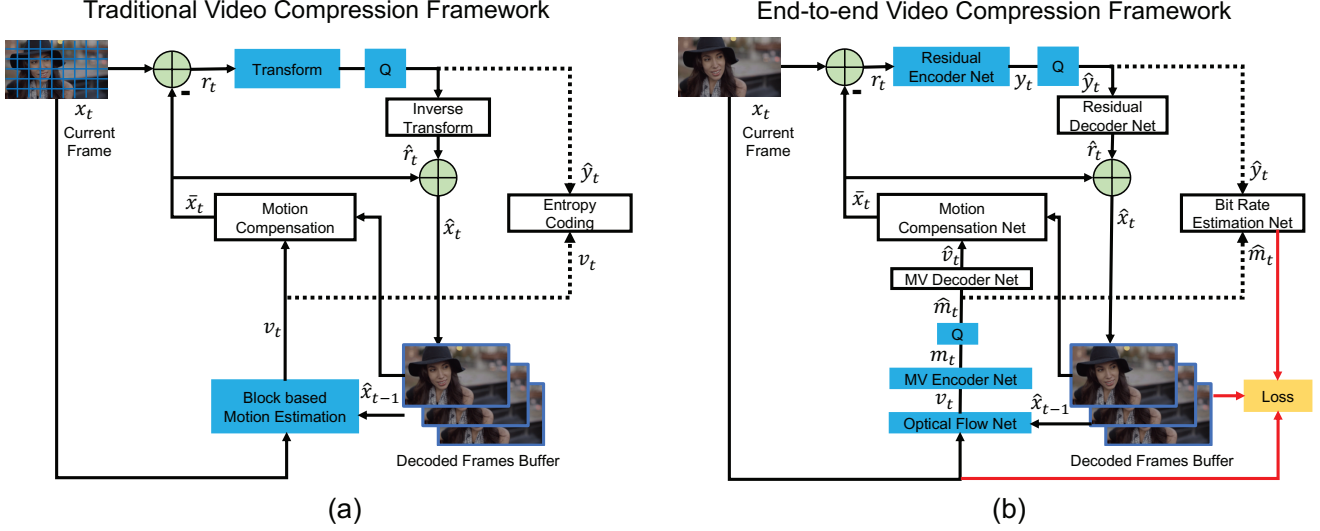 Traditional Video Compression Framework
x_t
Current
Frame
r_t
-
Transform
Q
Inverse
Transform
r̂_t
x̄_t
Motion
Compensation
x̂_t
ŷ_t
Entropy
Coding
v_t
v_t
Block based
Motion Estimation
x̂_{t−1}
Decoded Frames Buffer
(a)
End-to-end Video Compression Framework
x_t
Current
Frame
r_t
-
Residual
Encoder Net
y_t
Q
ŷ_t
Residual
Decoder Net
r̂_t
x̄_t
Motion
Compensation Net
x̂_t
ŷ_t
Bit Rate
Estimation Net
m̂_t
v̂_t
MV Decoder Net
m̂_t
Q
m_t
MV Encoder Net
v_t
Optical Flow Net
x̂_{t−1}
Loss
Decoded Frames Buffer
(b)